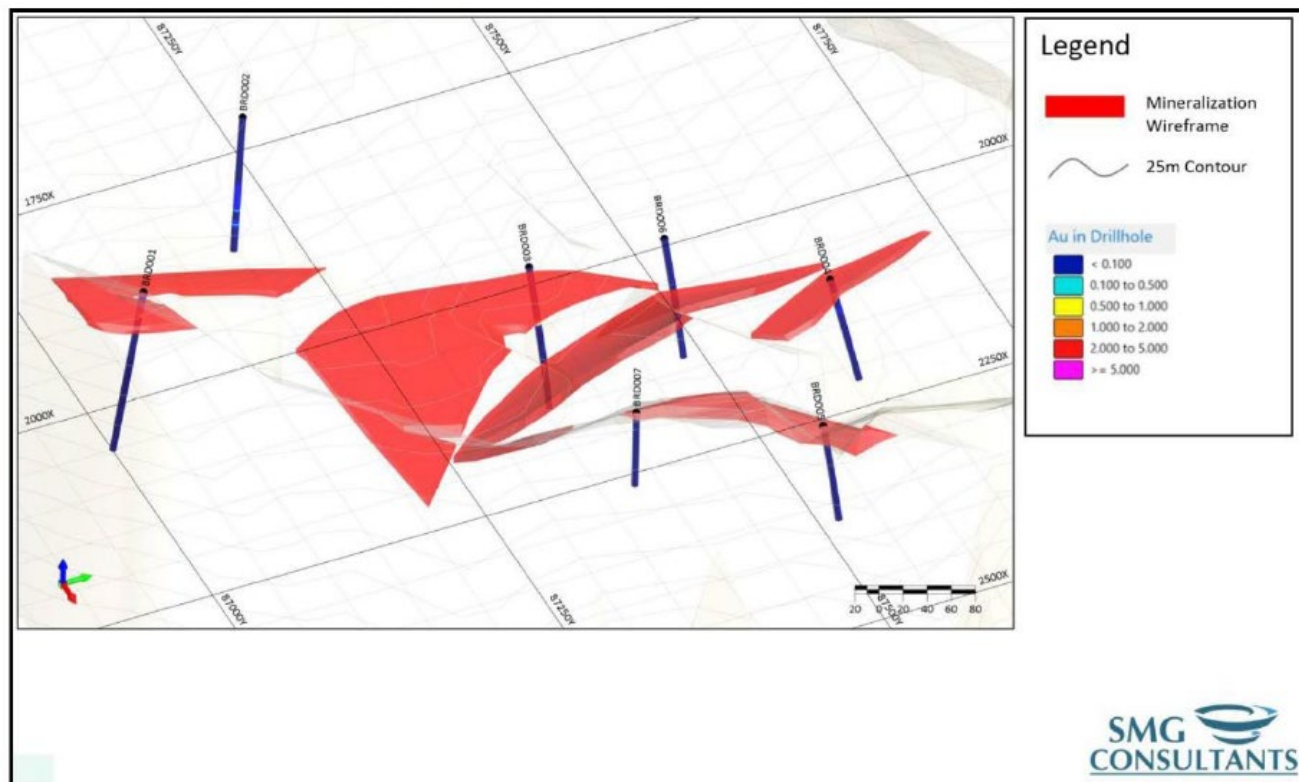 87250Y
87500Y
87750Y
BRD002
2000X
1750X
BRD006
BRD003
BRD004
BRD001
2250X
2000X
BRD007
BRD005
2500X
87000Y
87250Y
87500Y
20 0 20 40 60 80
Legend
Mineralization
Wireframe
25m Contour
Au in Drillhole
< 0.100
0.100 to 0.500
0.500 to 1.000
1.000 to 2.000
2.000 to 5.000
>= 5.000
SMG
CONSULTANTS